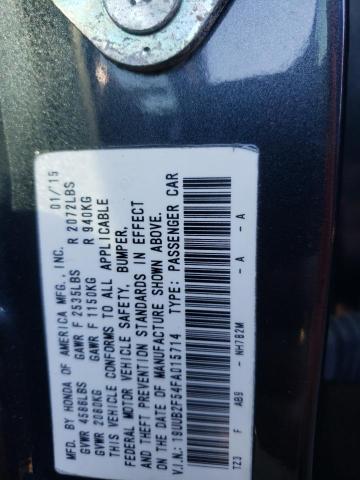 MFD. BY HONDA OF AMERICA MFG., INC. 01/15
GVWR 4586LBS GAWR F 2535LBS R 2072LBS
GVWR 2080KG GAWR F 1150KG R 940KG
THIS VEHICLE CONFORMS TO ALL APPLICABLE
FEDERAL MOTOR VEHICLE SAFETY, BUMPER,
AND THEFT PREVENTION STANDARDS IN EFFECT
ON THE DATE OF MANUFACTURE SHOWN ABOVE.
V.I.N.: 19UUB2F54FA015714 TYPE: PASSENGER CAR
TZ3 F AB9 - NH782M - A - A